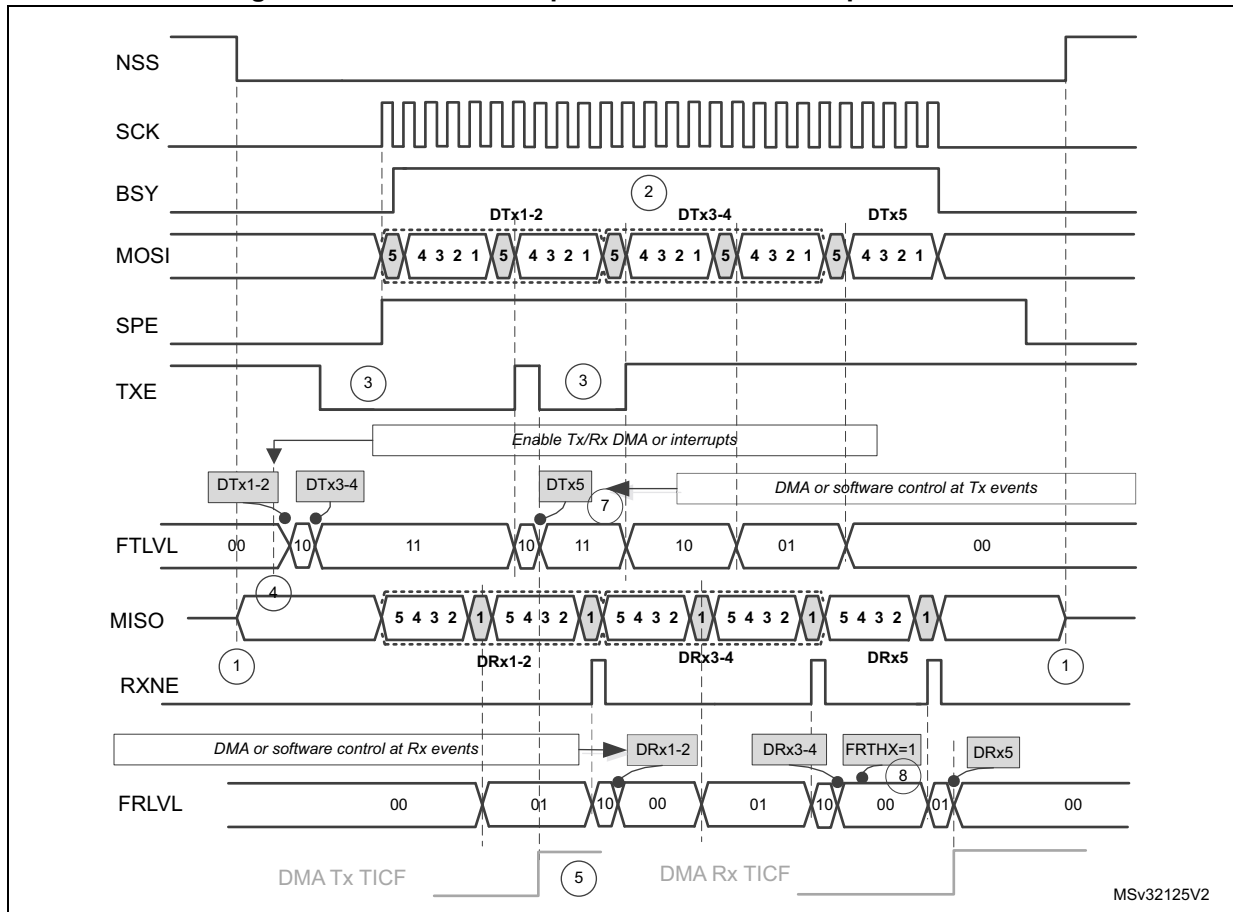 NSS
SCK
BSY
2
DTx1-2 DTx3-4 DTx5
MOSI 5 4 3 2 1 5 4 3 2 1 5 4 3 2 1 5 4 3 2 1 5 4 3 2 1
SPE
TXE 3 3
Enable Tx/Rx DMA or interrupts
DTx1-2 DTx3-4 DTx5 7 DMA or software control at Tx events
FTLVL 00 10 11 10 11 10 01 00
4
MISO 5 4 3 2 1 5 4 3 2 1 5 4 3 2 1 5 4 3 2 1 5 4 3 2 1
1 DRx1-2 DRx3-4 DRx5 1
RXNE
DMA or software control at Rx events DRx1-2 DRx3-4 FRTHX=1 DRx5
8
FRLVL 00 01 10 00 01 10 00 01 00
DMA Tx TICF 5 DMA Rx TICF
MSv32125V2